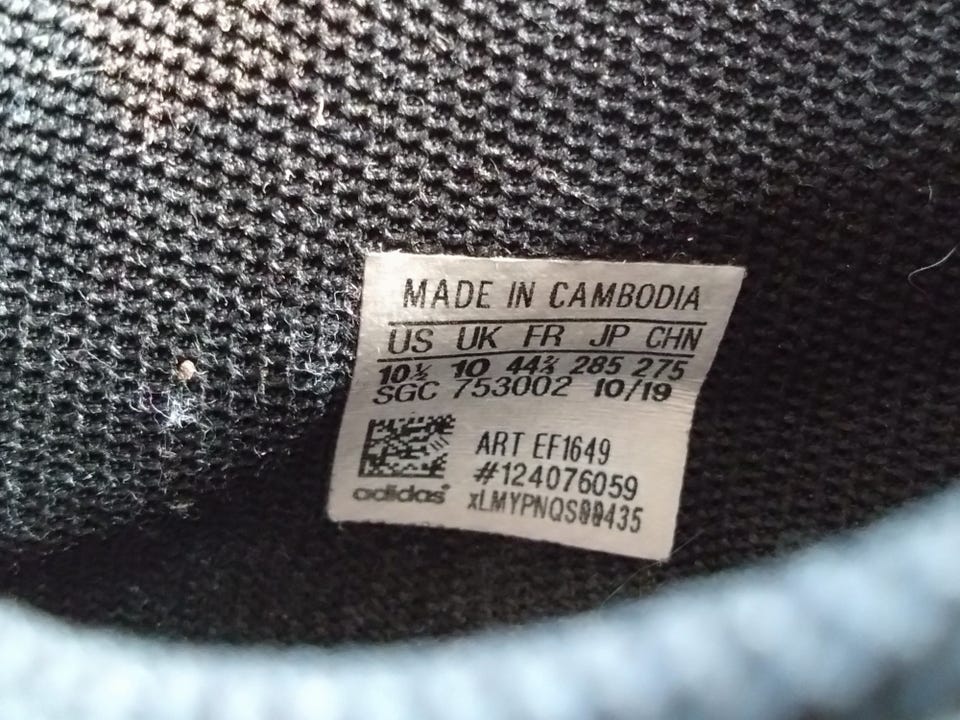 MADE IN CAMBODIA
US UK FR JP CHN
10½ 10 44⅔ 285 275
SGC 753002 10/19
ART EF1649
#124076059
adidas